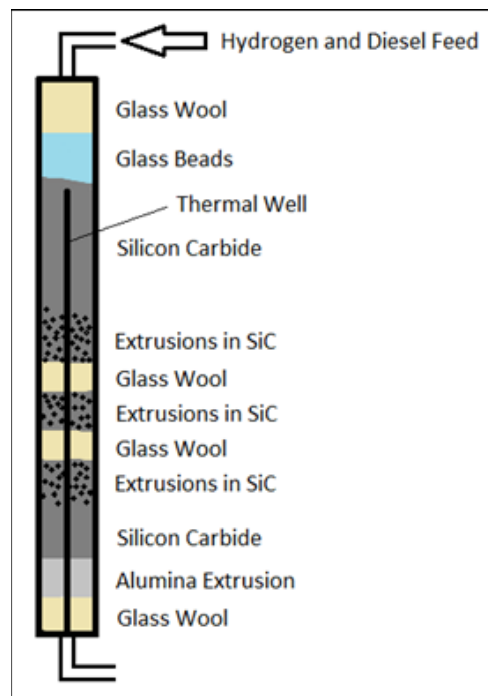 Hydrogen and Diesel Feed
Glass Wool
Glass Beads
Thermal Well
Silicon Carbide
Extrusions in SiC
Glass Wool
Extrusions in SiC
Glass Wool
Extrusions in SiC
Silicon Carbide
Alumina Extrusion
Glass Wool